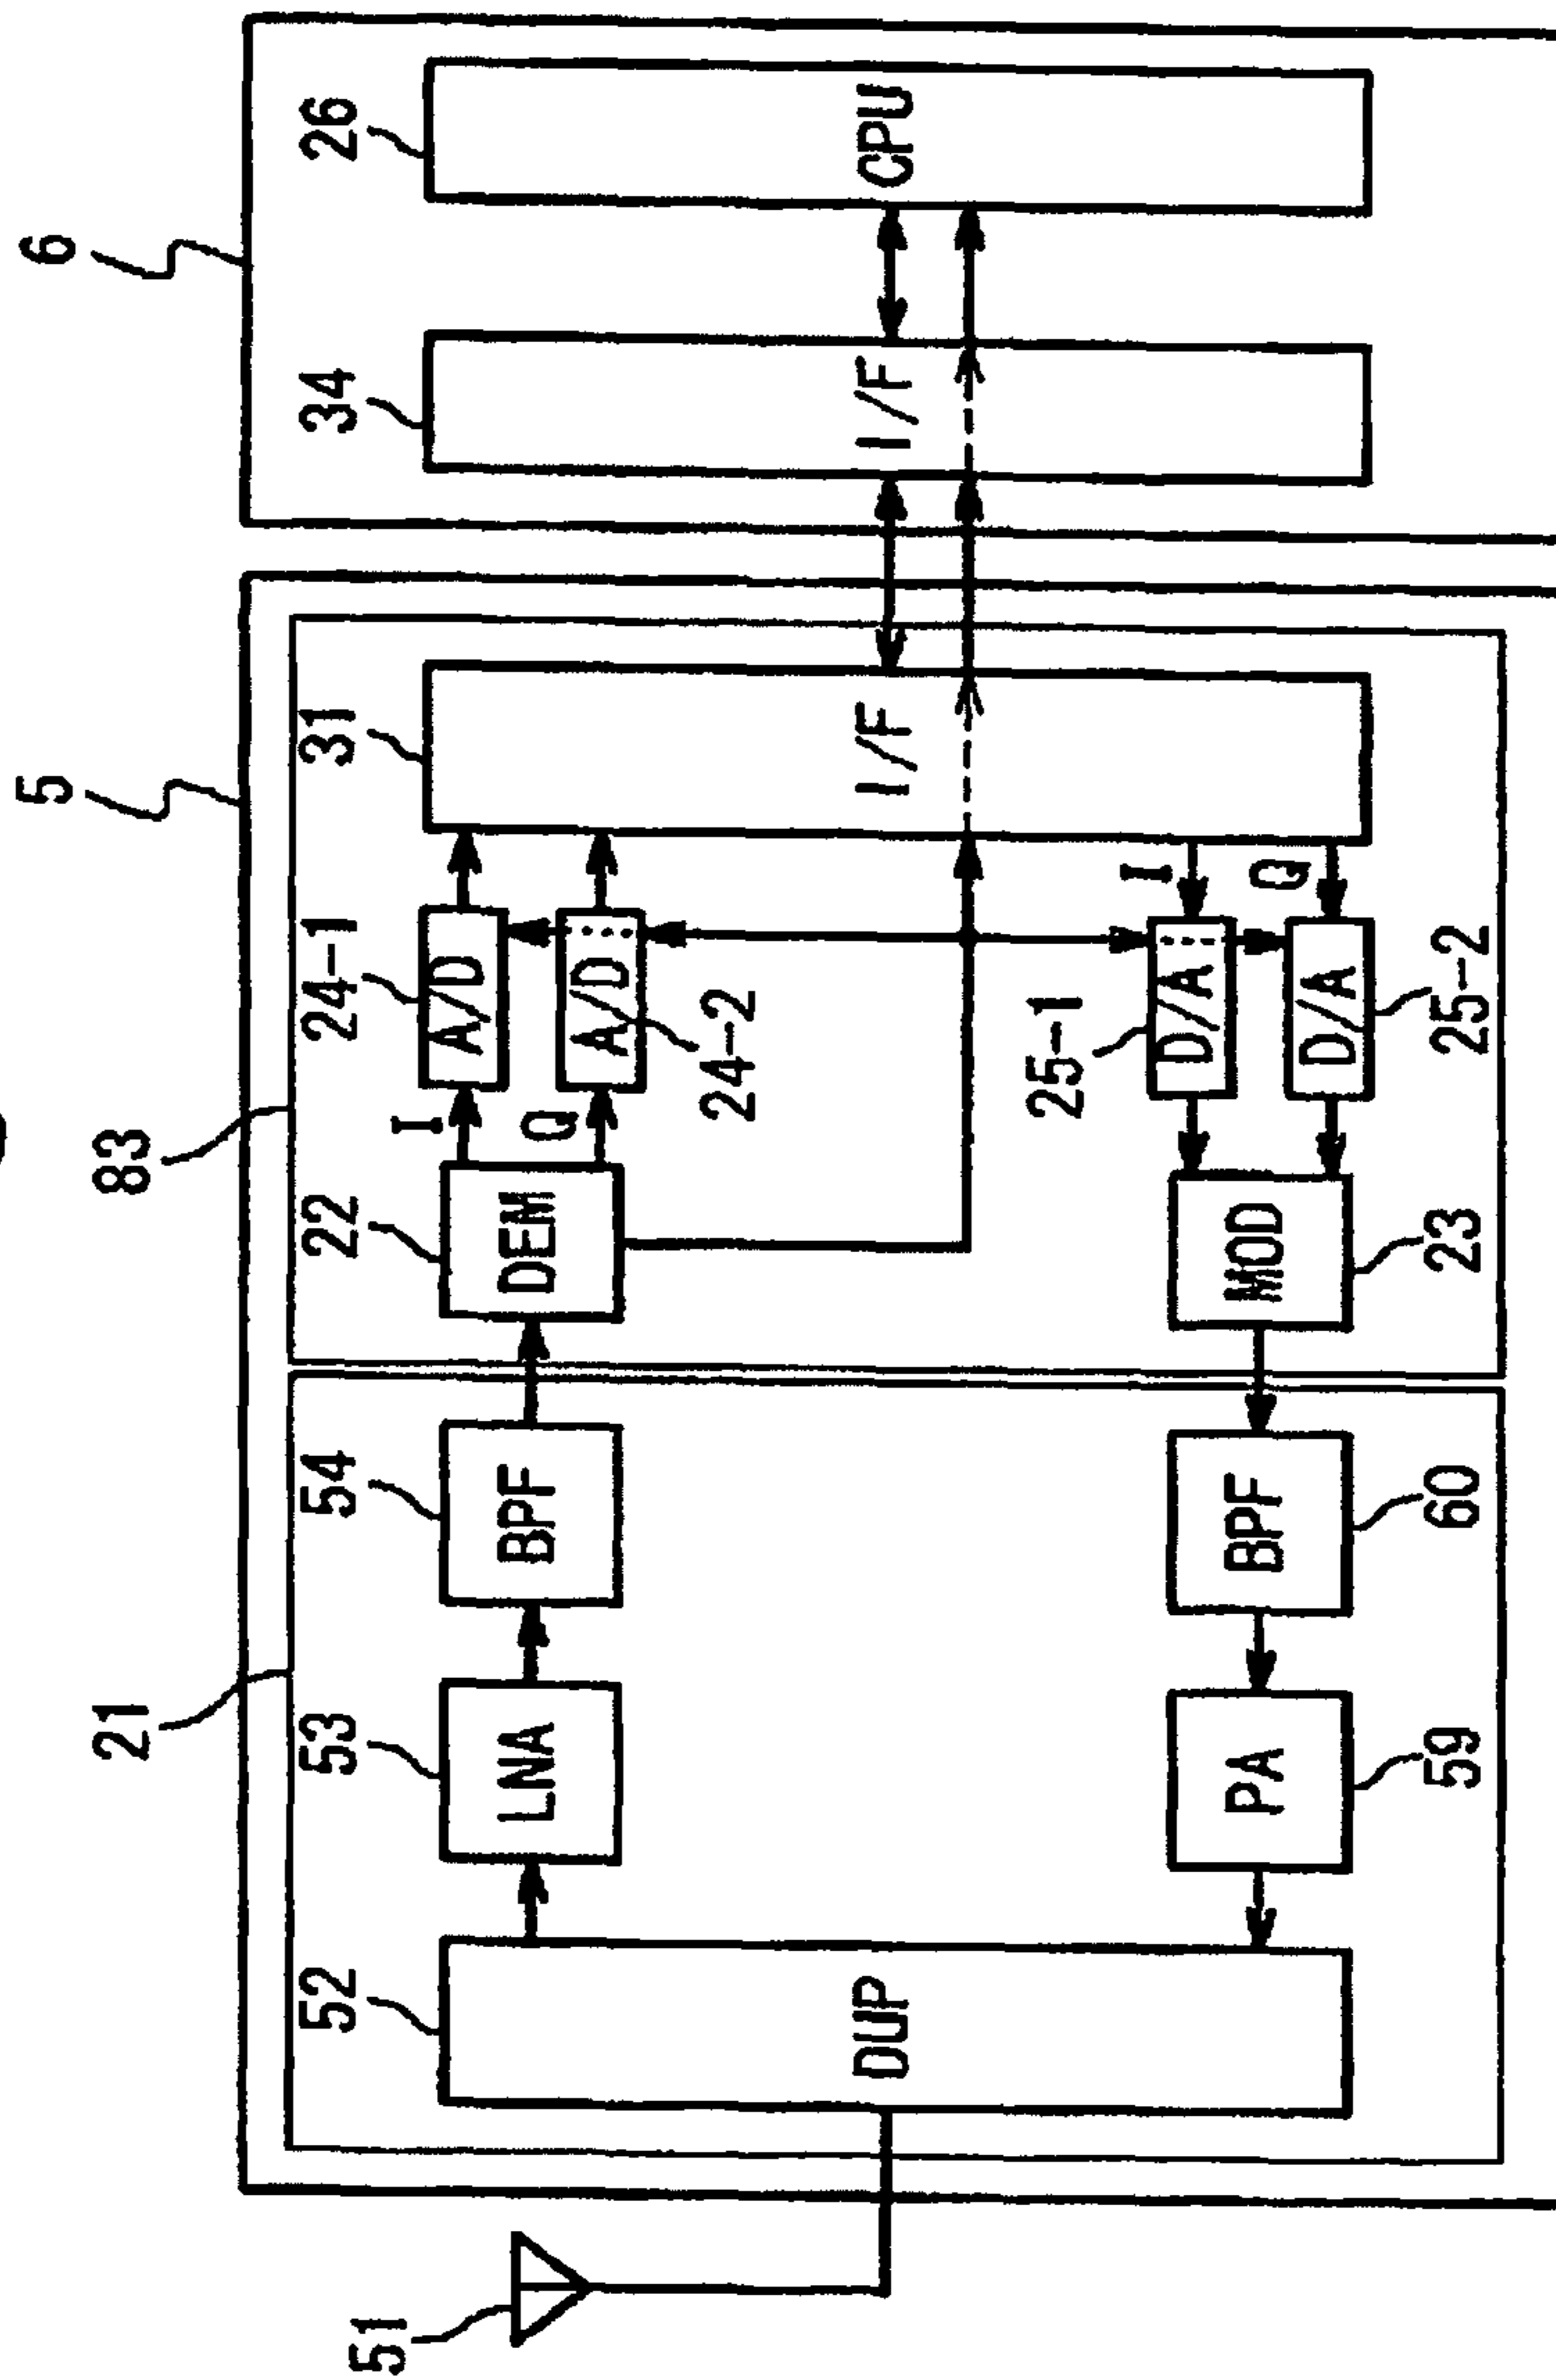 5
6
83
21
51
52
53
54
22
24-1
31
34
26
DUP
LNA
BPF
DEM
I
Q
A/D
A/D
24-2
I/F
I/F
CPU
25-1
I
Q
D/A
D/A
25-2
MOD
23
BPF
60
PA
59